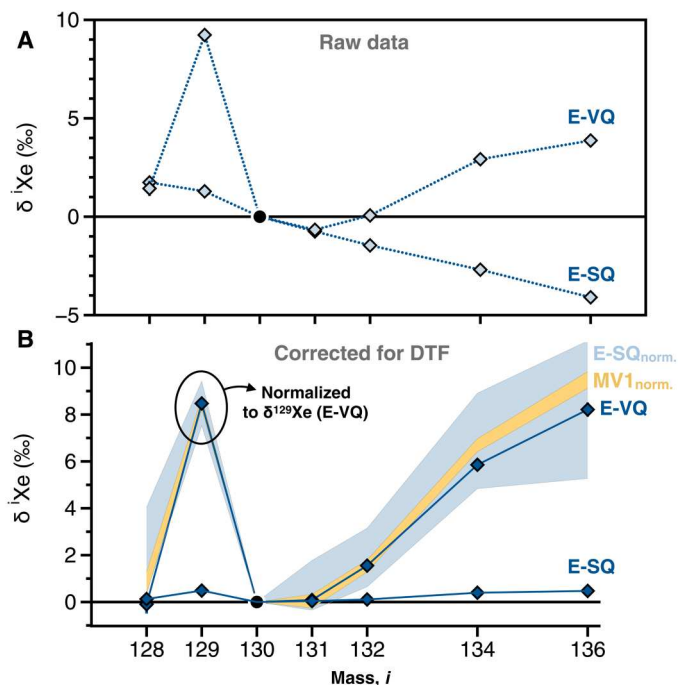 A
Raw data
10
5
0
−5
δ ⁱXe (‰)
E-VQ
E-SQ
B
Corrected for DTF
10
8
6
4
2
0
δ ⁱXe (‰)
E-SQnorm.
MV1norm.
E-VQ
Normalized
to δ¹²⁹Xe (E-VQ)
E-SQ
128 129 130 131 132 134 136
Mass, i